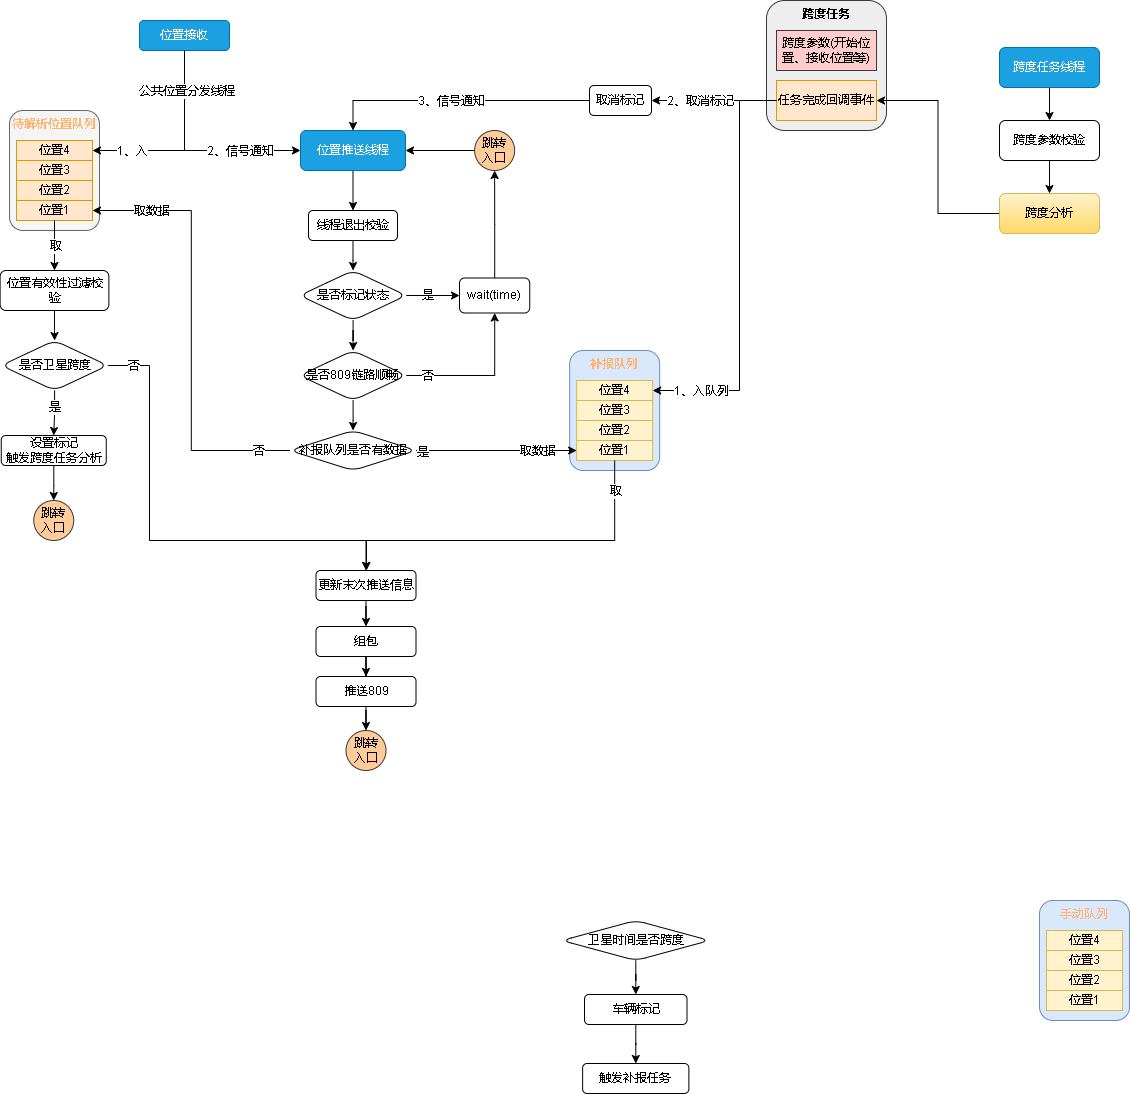 位置接收
公共位置分发线程
待解析位置队列
位置4
位置3
位置2
位置1
1、入
2、信号通知
取数据
取
位置有效性过滤校
验
是否卫星跨度
否
是
设置标记
触发跨度任务分析
跳转
入口
3、信号通知
取消标记
2、取消标记
位置推送线程
跳转
入口
线程退出校验
是否标记状态
是
wait(time)
是否809链路顺畅
否
补报队列是否有数据
否
是
取数据
补报队列
位置4
位置3
位置2
位置1
1、入队列
取
更新末次推送信息
组包
推送809
跳转
入口
跨度任务
跨度参数(开始位
置、接收位置等)
任务完成回调事件
跨度任务线程
跨度参数校验
跨度分析
卫星时间是否跨度
车辆标记
触发补报任务
手动队列
位置4
位置3
位置2
位置1